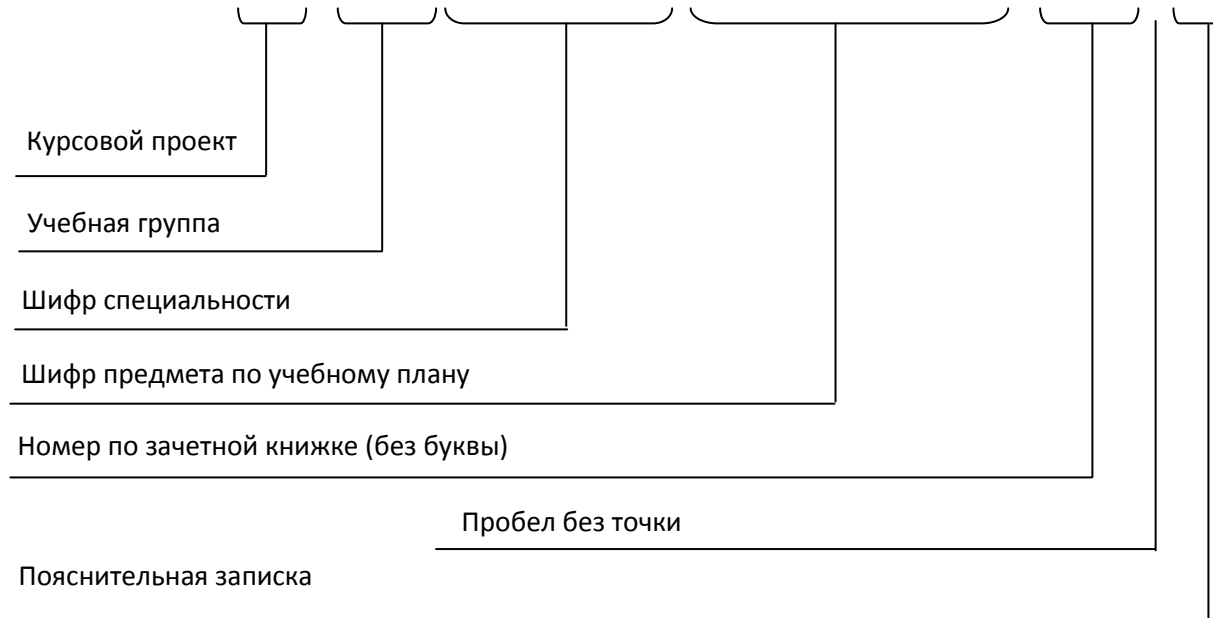 Курсовой проект
Учебная группа
Шифр специальности
Шифр предмета по учебному плану
Номер по зачетной книжке (без буквы)
Пробел без точки
Пояснительная записка